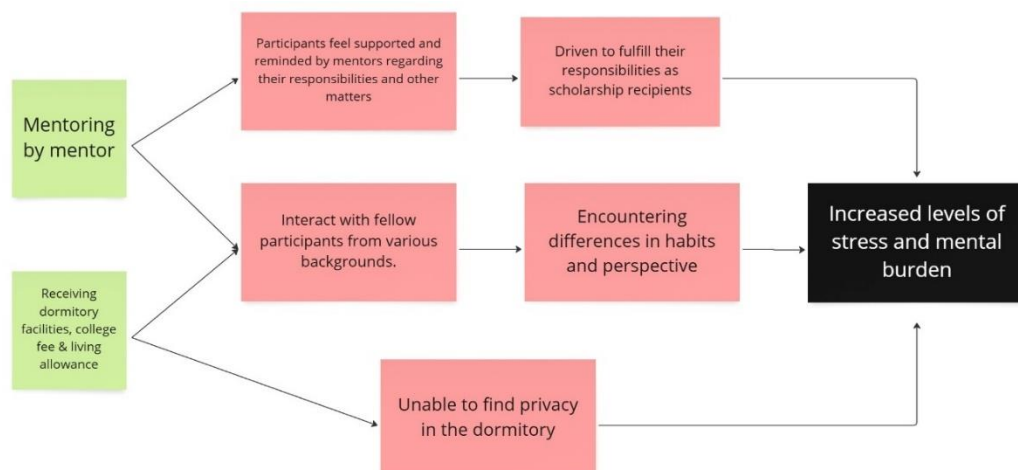 Participants feel supported and
reminded by mentors regarding
their responsibilities and other
matters
Driven to fulfill their
responsibilities as
scholarship recipients
Mentoring
by mentor
Interact with fellow
participants from various
backgrounds.
Encountering
differences in habits
and perspective
Increased levels of
stress and mental
burden
Receiving
dormitory
facilities, college
fee & living
allowance
Unable to find privacy
in the dormitory